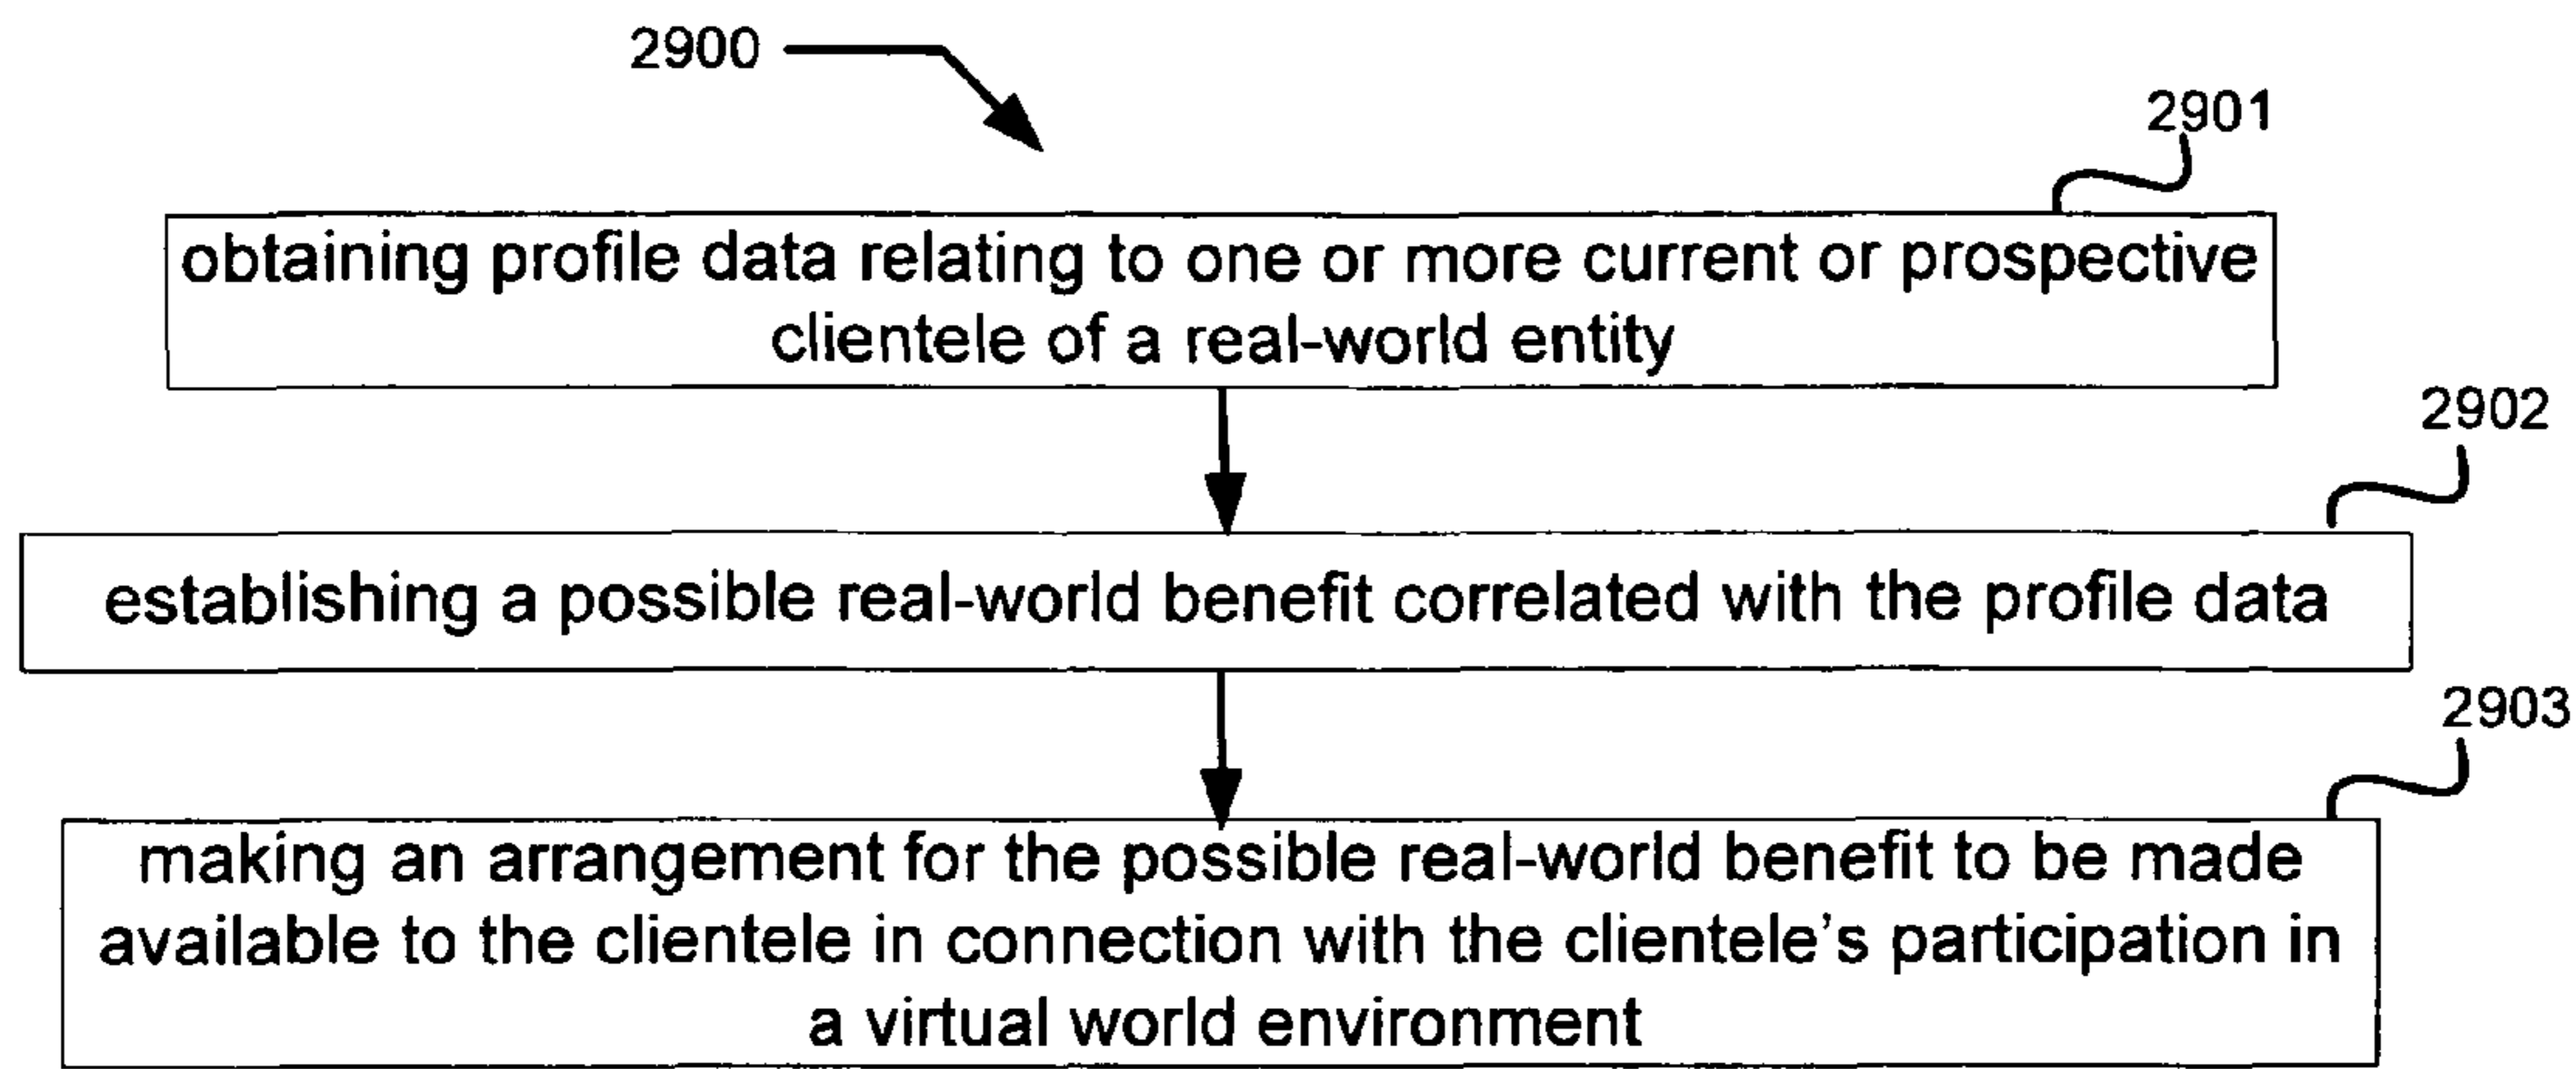 2900
2901
obtaining profile data relating to one or more current or prospective
clientele of a real-world entity
2902
establishing a possible real-world benefit correlated with the profile data
2903
making an arrangement for the possible real-world benefit to be made
available to the clientele in connection with the clientele's participation in
a virtual world environment